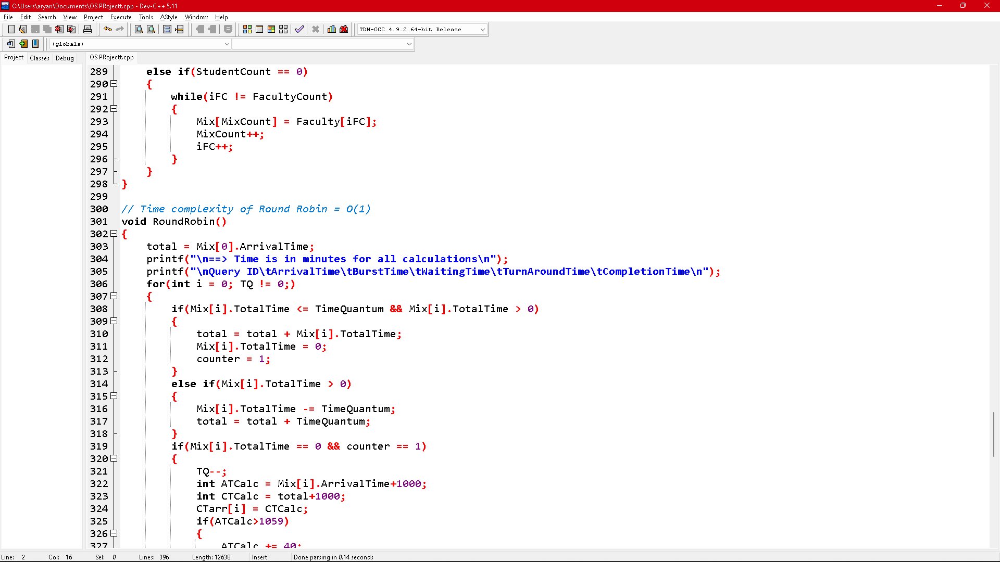 C:\Users\aryan\Documents\OS PRojectt.cpp - Dev-C++ 5.11
File Edit Search View Project Execute Tools AStyle Window Help
TDM-GCC 4.9.2 64-bit Release
(globals)
Project Classes Debug OS PRojectt.cpp
289 else if(StudentCount == 0)
290 {
291 while(iFC != FacultyCount)
292 {
293 Mix[MixCount] = Faculty[iFC];
294 MixCount++;
295 iFC++;
296 }
297 }
298 }
299
300 // Time complexity of Round Robin = O(1)
301 void RoundRobin()
302 {
303 total = Mix[0].ArrivalTime;
304 printf("\n==> Time is in minutes for all calculations\n");
305 printf("\nQuery ID\tArrivalTime\tBurstTime\tWaitingTime\tTurnAroundTime\tCompletionTime\n");
306 for(int i = 0; TQ != 0;)
307 {
308 if(Mix[i].TotalTime <= TimeQuantum && Mix[i].TotalTime > 0)
309 {
310 total = total + Mix[i].TotalTime;
311 Mix[i].TotalTime = 0;
312 counter = 1;
313 }
314 else if(Mix[i].TotalTime > 0)
315 {
316 Mix[i].TotalTime -= TimeQuantum;
317 total = total + TimeQuantum;
318 }
319 if(Mix[i].TotalTime == 0 && counter == 1)
320 {
321 TQ--;
322 int ATCalc = Mix[i].ArrivalTime+1000;
323 int CTCalc = total+1000;
324 CTarr[i] = CTCalc;
325 if(ATCalc>1059)
326 {
327 ATCalc += 40;
Line: 2 Col: 16 Sel: 0 Lines: 396 Length: 12638 Insert Done parsing in 0.14 seconds